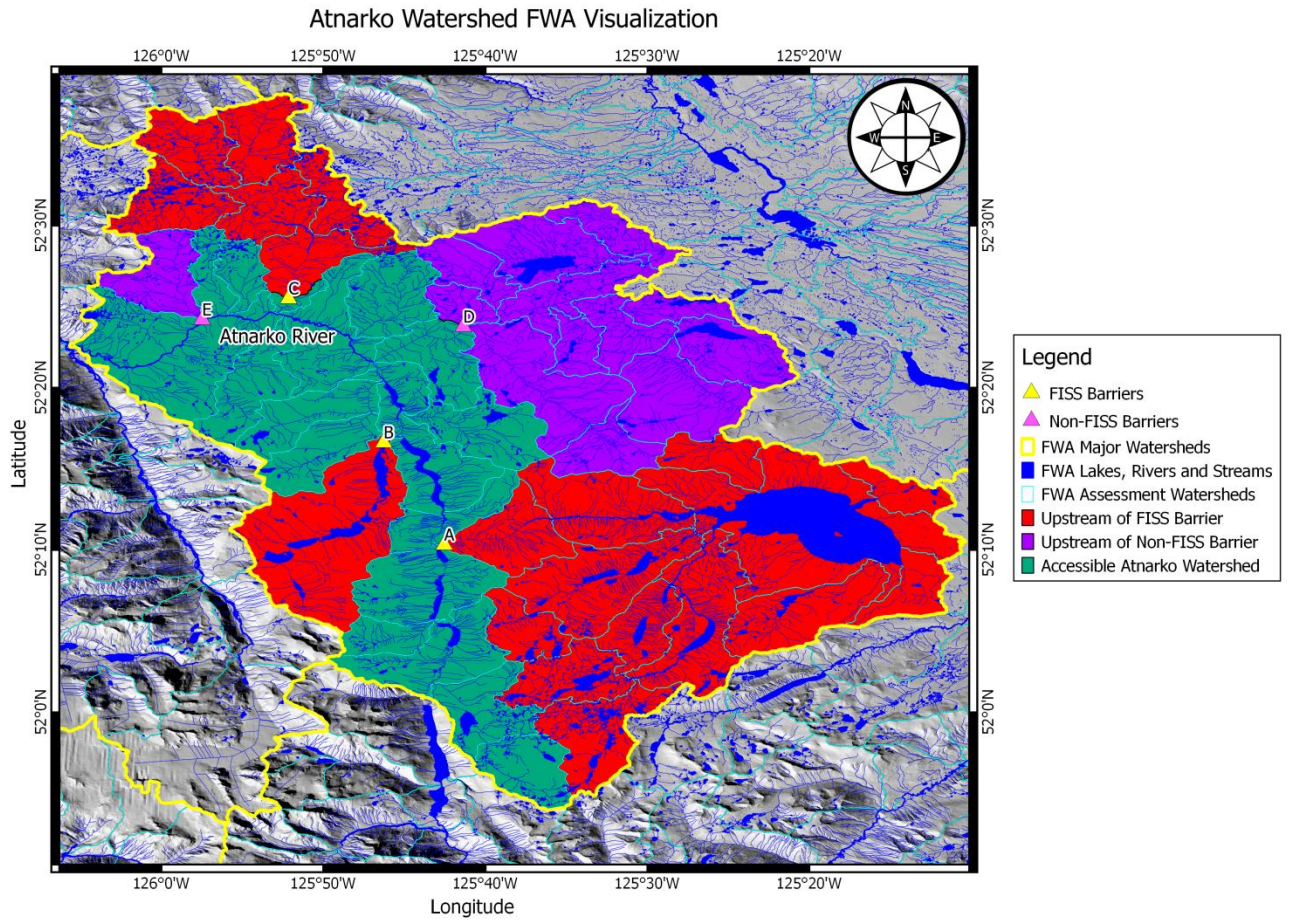 Atnarko Watershed FWA Visualization
126°0'W 125°50'W 125°40'W 125°30'W 125°20'W
N
W E
S
52°30'N 52°30'N
C
E
D
Atnarko River
52°20'N 52°20'N
B
A
52°10'N 52°10'N
52°0'N 52°0'N
Latitude
126°0'W 125°50'W 125°40'W 125°30'W 125°20'W
Longitude
Legend
FISS Barriers
Non-FISS Barriers
FWA Major Watersheds
FWA Lakes, Rivers and Streams
FWA Assessment Watersheds
Upstream of FISS Barrier
Upstream of Non-FISS Barrier
Accessible Atnarko Watershed